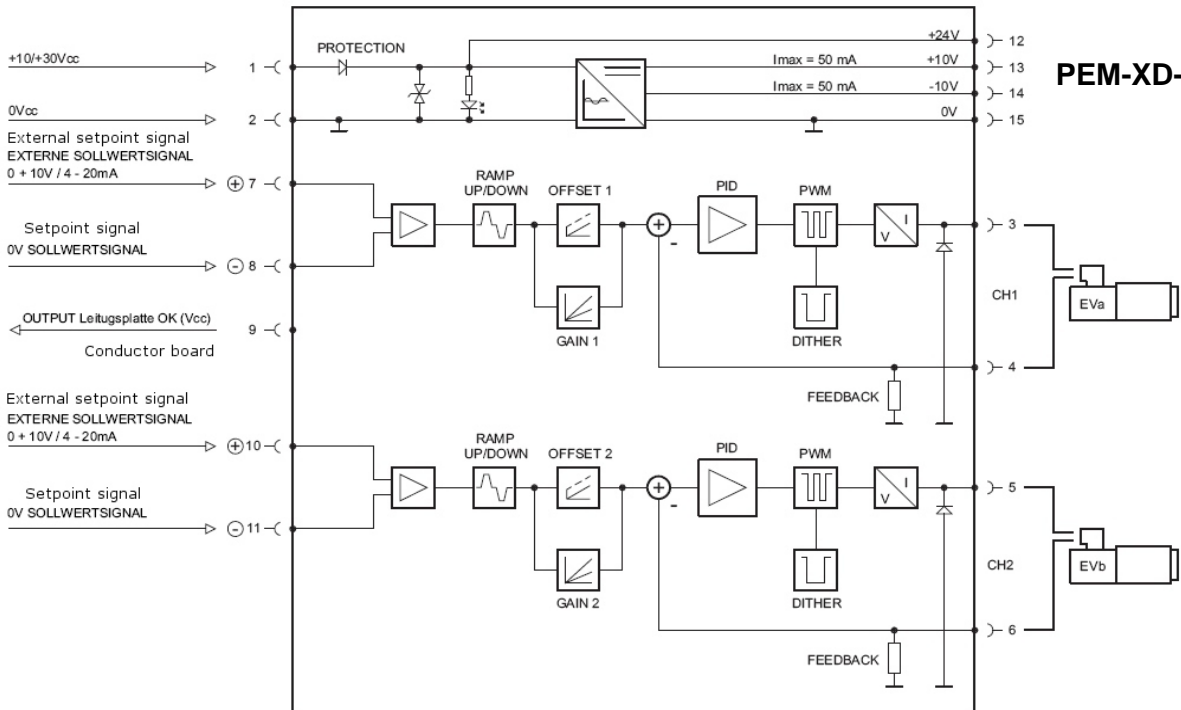 +24V
12
PROTECTION
+10/+30Vcc
1
Imax = 50 mA
+10V
13
PEM-XD-
Imax = 50 mA
-10V
14
0Vcc
2
0V
15
External setpoint signal
EXTERNE SOLLWERTSIGNAL
0 + 10V / 4 - 20mA
+
7
RAMP
UP/DOWN
OFFSET 1
PID
PWM
I
V
+
-
3
Setpoint signal
0V SOLLWERTSIGNAL
-
8
CH1
EVa
OUTPUT Leitugsplatte OK (Vcc)
9
Conductor board
GAIN 1
DITHER
4
FEEDBACK
External setpoint signal
EXTERNE SOLLWERTSIGNAL
0 + 10V / 4 - 20mA
+
10
RAMP
UP/DOWN
OFFSET 2
PID
PWM
I
V
+
-
5
Setpoint signal
0V SOLLWERTSIGNAL
-
11
CH2
EVb
GAIN 2
DITHER
6
FEEDBACK